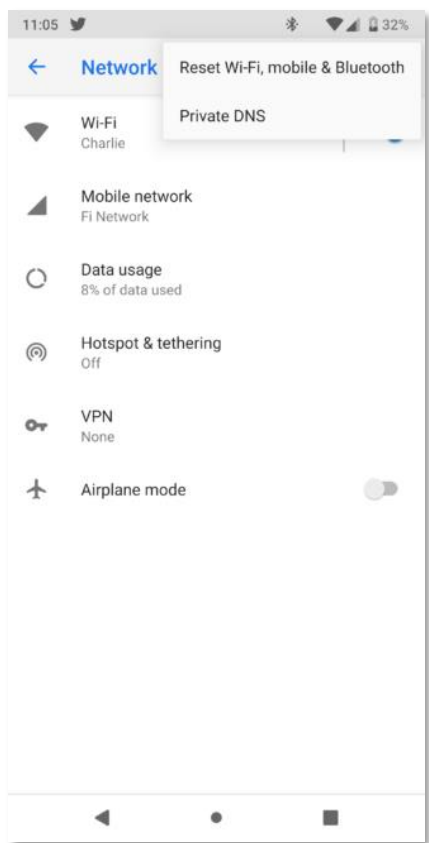 11:05
32%
Network
Reset Wi-Fi, mobile & Bluetooth
Private DNS
Wi-Fi
Charlie
Mobile network
Fi Network
Data usage
8% of data used
Hotspot & tethering
Off
VPN
None
Airplane mode